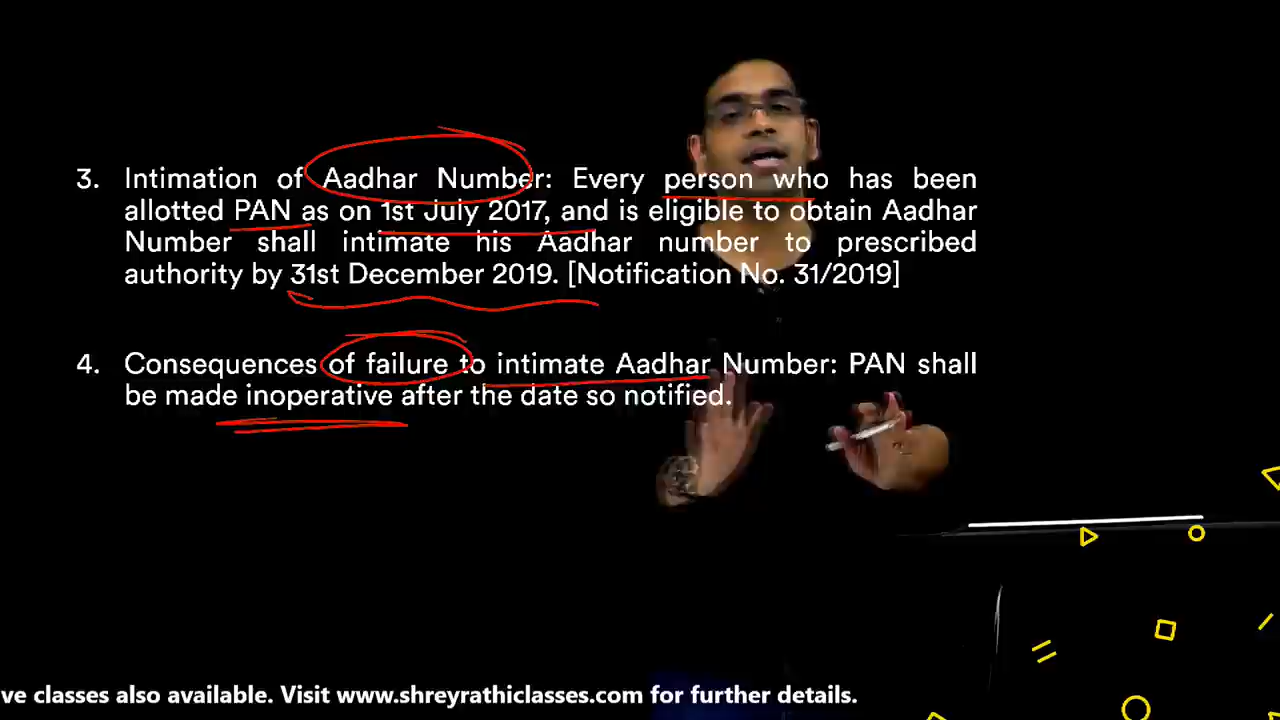 3. Intimation of Aadhar Number: Every person who has been
allotted PAN as on 1st July 2017, and is eligible to obtain Aadhar
Number shall intimate his Aadhar number to prescribed
authority by 31st December 2019. [Notification No. 31/2019]
4. Consequences of failure to intimate Aadhar Number: PAN shall
be made inoperative after the date so notified.
ve classes also available. Visit www.shreyrathiclasses.com for further details.